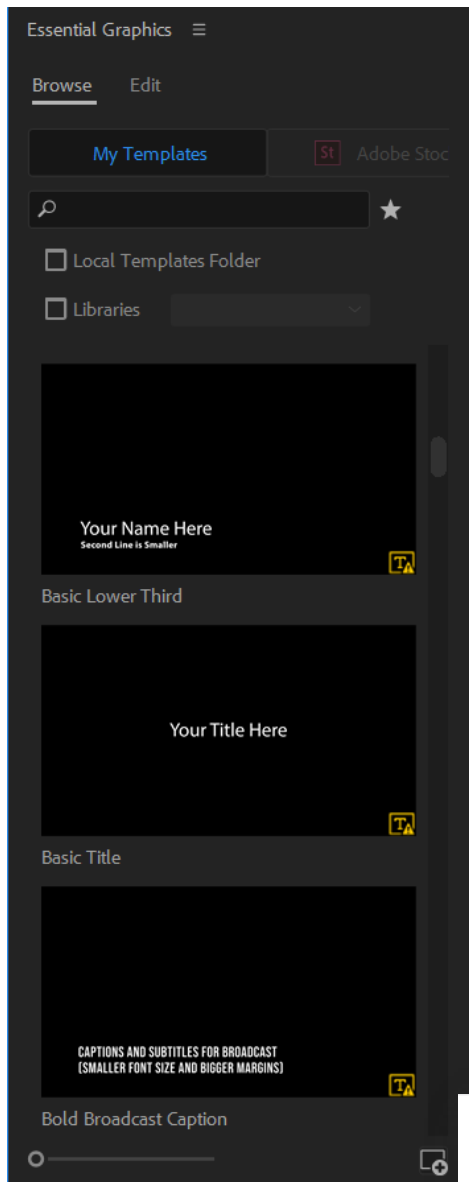 Essential Graphics
Browse Edit
My Templates St Adobe Stoc
Local Templates Folder
Libraries
Your Name Here
Second Line is Smaller
T
Basic Lower Third
Your Title Here
T
Basic Title
CAPTIONS AND SUBTITLES FOR BROADCAST
(SMALLER FONT SIZE AND BIGGER MARGINS)
T
Bold Broadcast Caption